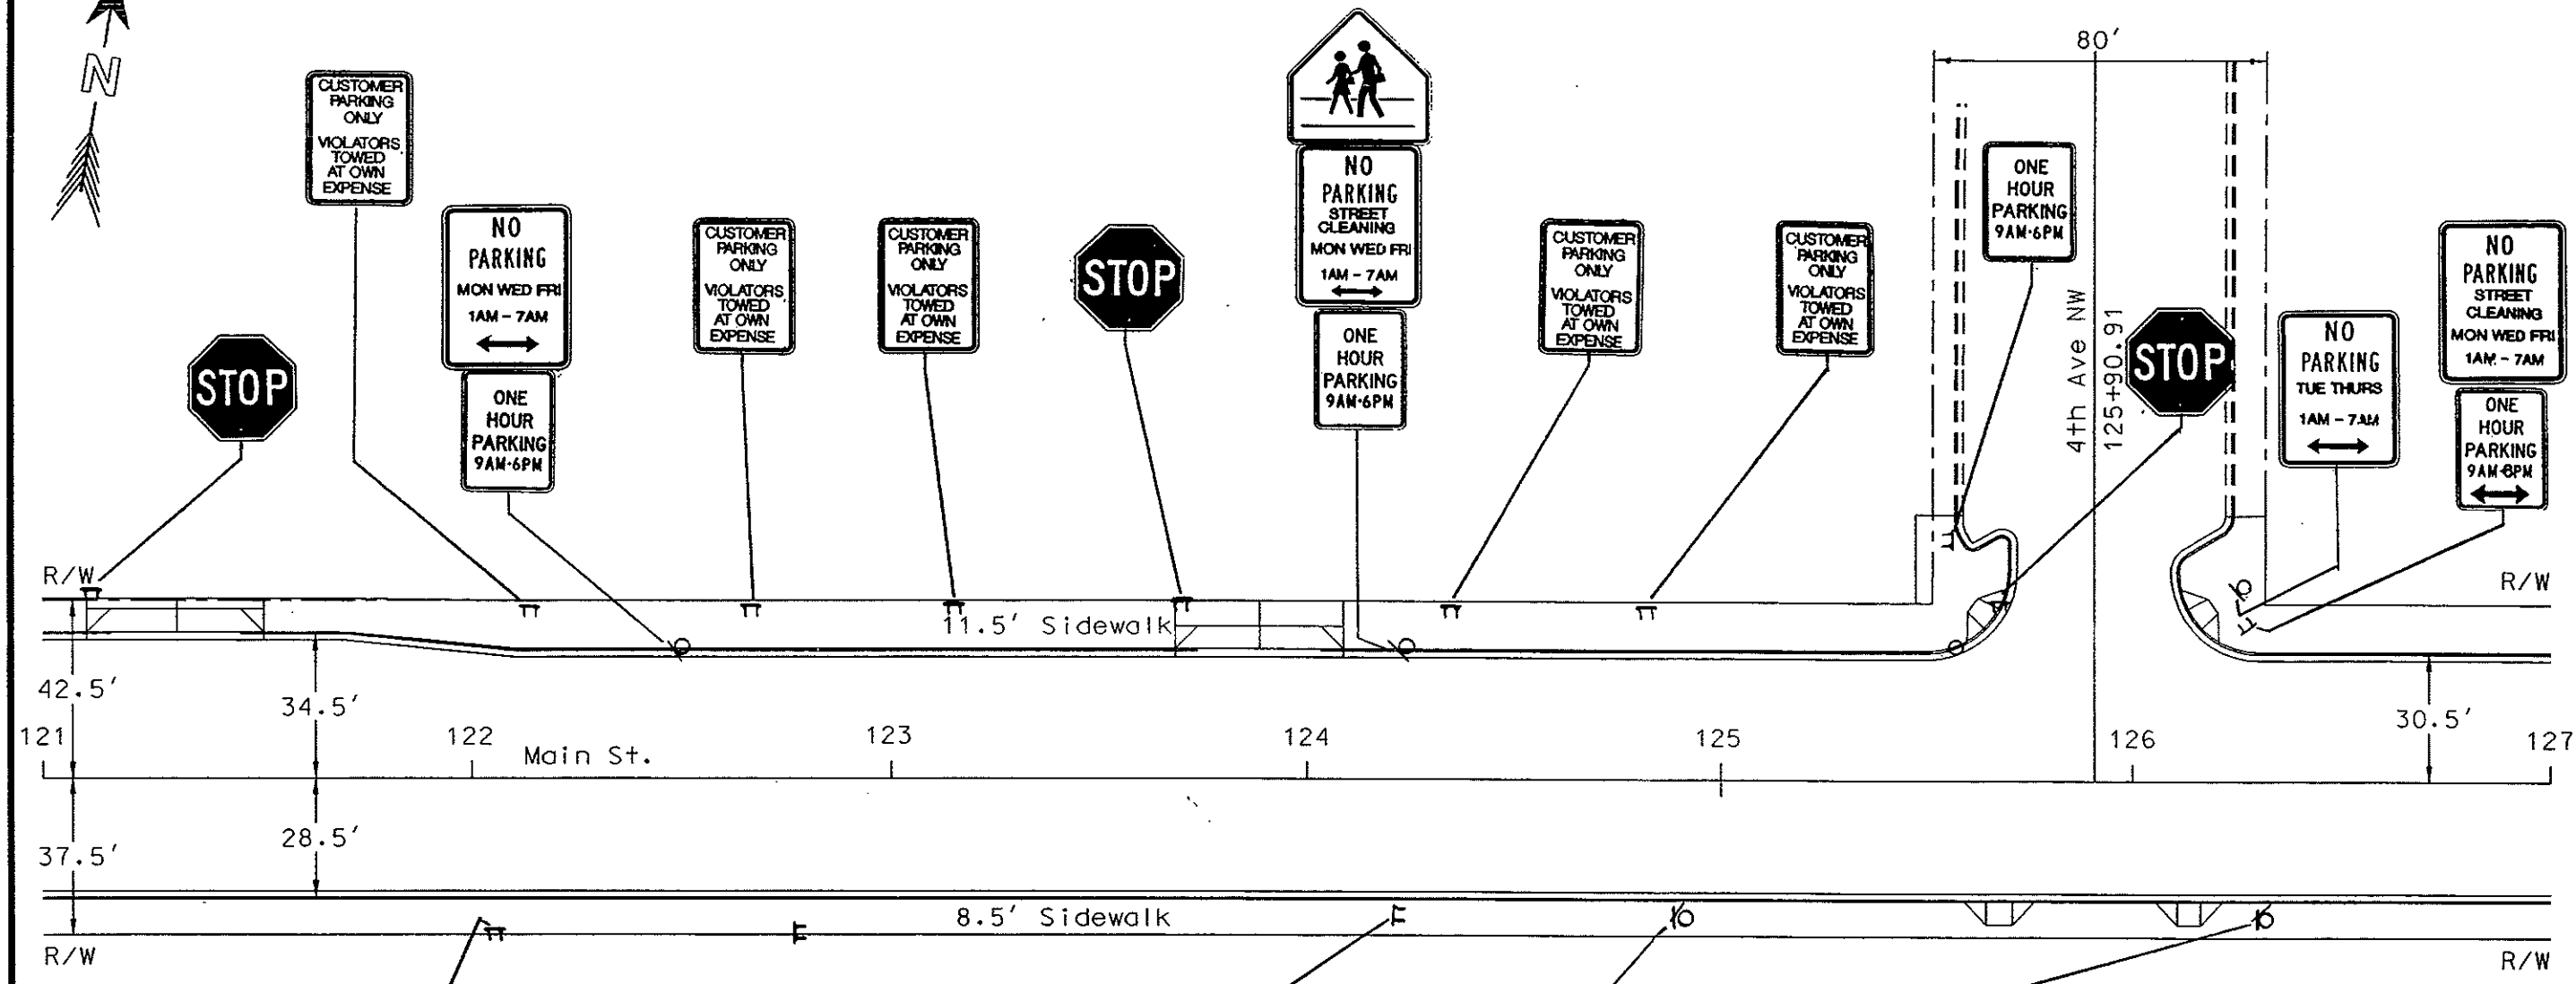 N
CUSTOMER
PARKING
ONLY
VIOLATORS
TOWED
AT OWN
EXPENSE
STOP
NO
PARKING
MON WED FRI
1AM – 7AM
ONE
HOUR
PARKING
9AM-6PM
CUSTOMER
PARKING
ONLY
VIOLATORS
TOWED
AT OWN
EXPENSE
CUSTOMER
PARKING
ONLY
VIOLATORS
TOWED
AT OWN
EXPENSE
STOP
NO
PARKING
STREET
CLEANING
MON WED FRI
1AM – 7AM
ONE
HOUR
PARKING
9AM-6PM
CUSTOMER
PARKING
ONLY
VIOLATORS
TOWED
AT OWN
EXPENSE
CUSTOMER
PARKING
ONLY
VIOLATORS
TOWED
AT OWN
EXPENSE
80'
ONE
HOUR
PARKING
9AM-6PM
4th Ave NW
125+90.91
STOP
NO
PARKING
TUE THURS
1AM – 7AM
NO
PARKING
STREET
CLEANING
MON WED FRI
1AM – 7AM
ONE
HOUR
PARKING
9AM-6PM
R/W
R/W
11.5' Sidewalk
42.5'
34.5'
30.5'
121
122
123
124
125
126
127
Main St.
28.5'
37.5'
8.5' Sidewalk
R/W
R/W